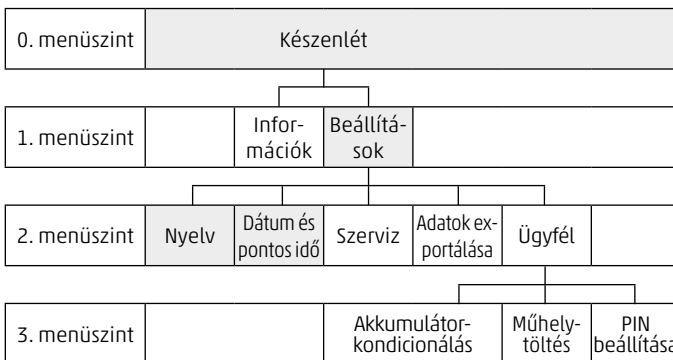 0. menüszint
Készenlét
1. menüszint
Infor-
mációk
Beállítá-
sok
2. menüszint
Nyelv
Dátum és
pontos idő
Szerviz
Adatok ex-
portálása
Ügyfél
3. menüszint
Akkumulátor-
kondicionálás
Műhely-
töltés
PIN
beállítása